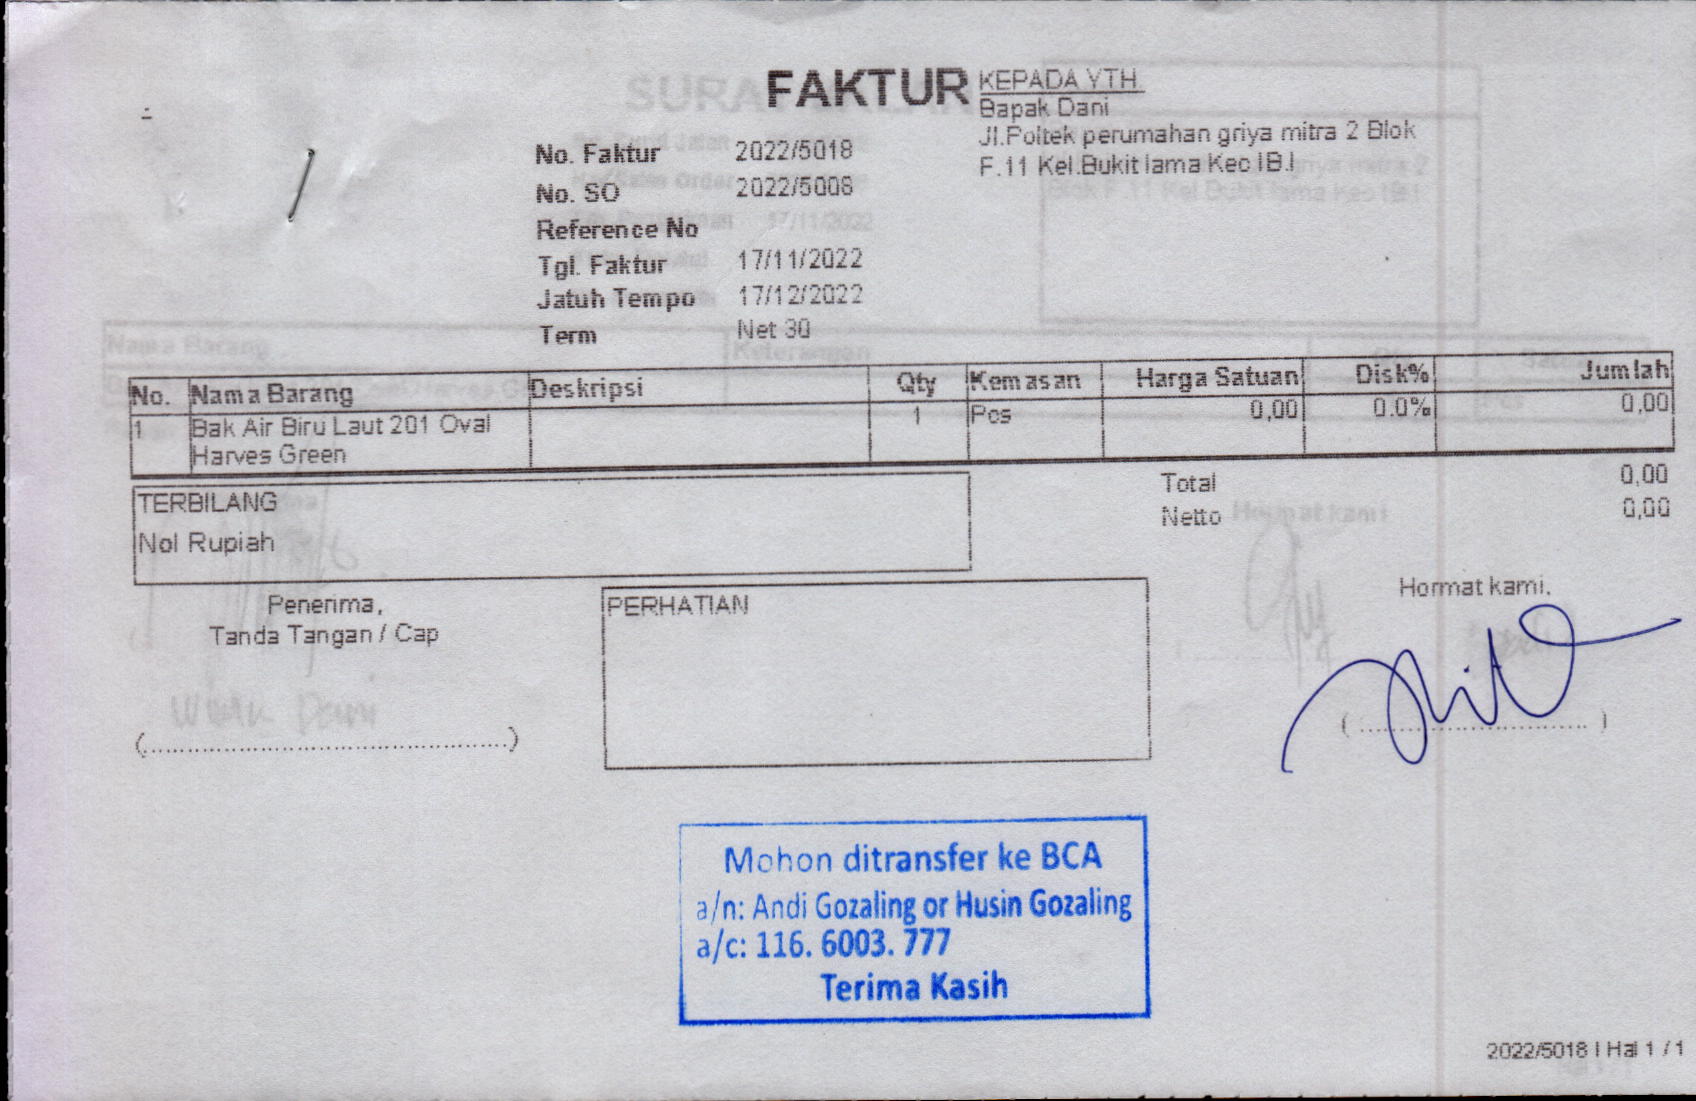 FAKTUR
KEPADA YTH.
Bapak Dani
Jl.Poltek perumahan griya mitra 2 Blok
F.11 Kel.Bukit lama Kec IB.I
No. Faktur 2022/5018
No. SO 2022/5008
Reference No
Tgl. Faktur 17/11/2022
Jatuh Tempo 17/12/2022
Term Net 30
No. Nama Barang Deskripsi Qty Kemasan Harga Satuan Disk% Jumlah
1 Bak Air Biru Laut 201 Oval 1 Pcs 0,00 0.0% 0,00
Harves Green
Total 0,00
Netto 0,00
TERBILANG
Nol Rupiah
Penerima,
Tanda Tangan / Cap
(................................................)
PERHATIAN
Hormat kami,
( .............................. )
Mohon ditransfer ke BCA
a/n: Andi Gozaling or Husin Gozaling
a/c: 116. 6003. 777
Terima Kasih
2022/5018 | Hal 1 / 1